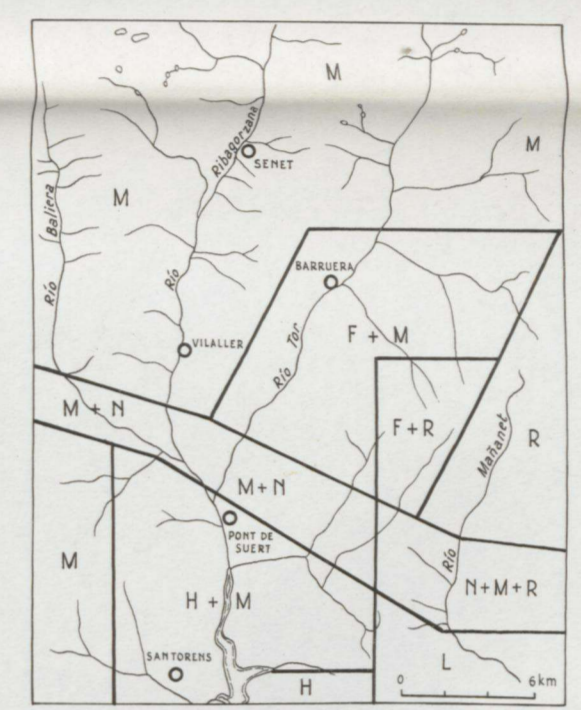 M
M
Río Ribagorzana
SENET
M
Río Baliera
BARRUERA
F + M
VILALLER
Río Tor
M + N
F + R
R
Río Mañanet
M + N
PONT DE
SUERT
M
N + M + R
H + M
SANTORENS
L
H
0 6 km